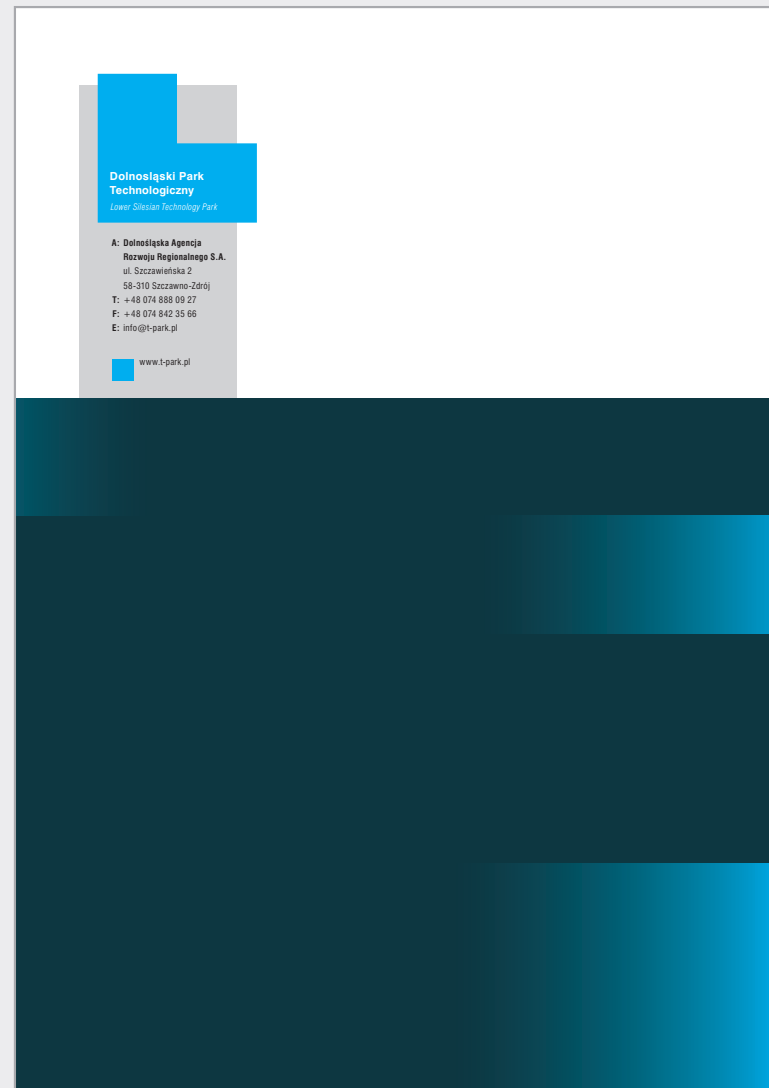 Dolnosląski Park
Technologiczny
Lower Silesian Technology Park
A: Dolnośląska Agencja
Rozwoju Regionalnego S.A.
ul. Szczawieńska 2
58-310 Szczawno-Zdrój
T: +48 074 888 09 27
F: +48 074 842 35 66
E: info@t-park.pl
www.t-park.pl